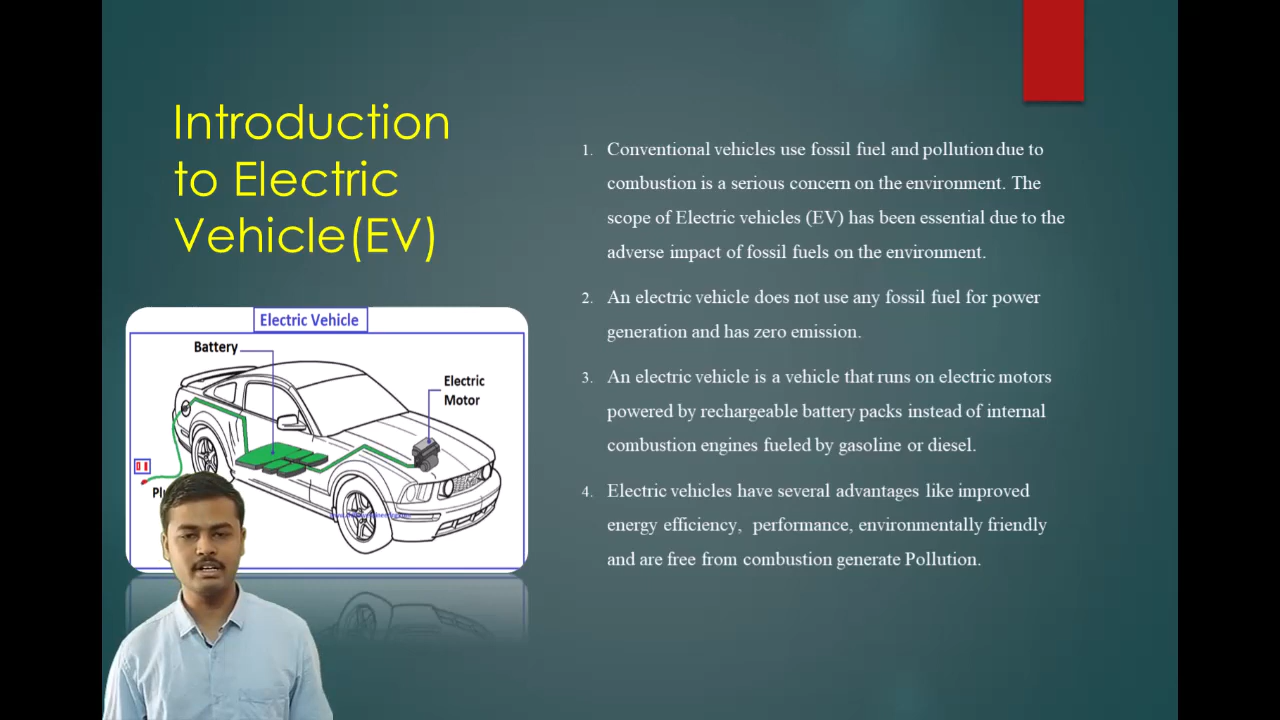 Introduction
to Electric
Vehicle(EV)
Electric Vehicle
Battery
Electric
Motor
1. Conventional vehicles use fossil fuel and pollution due to
combustion is a serious concern on the environment. The
scope of Electric vehicles (EV) has been essential due to the
adverse impact of fossil fuels on the environment.
2. An electric vehicle does not use any fossil fuel for power
generation and has zero emission.
3. An electric vehicle is a vehicle that runs on electric motors
powered by rechargeable battery packs instead of internal
combustion engines fueled by gasoline or diesel.
4. Electric vehicles have several advantages like improved
energy efficiency, performance, environmentally friendly
and are free from combustion generate Pollution.